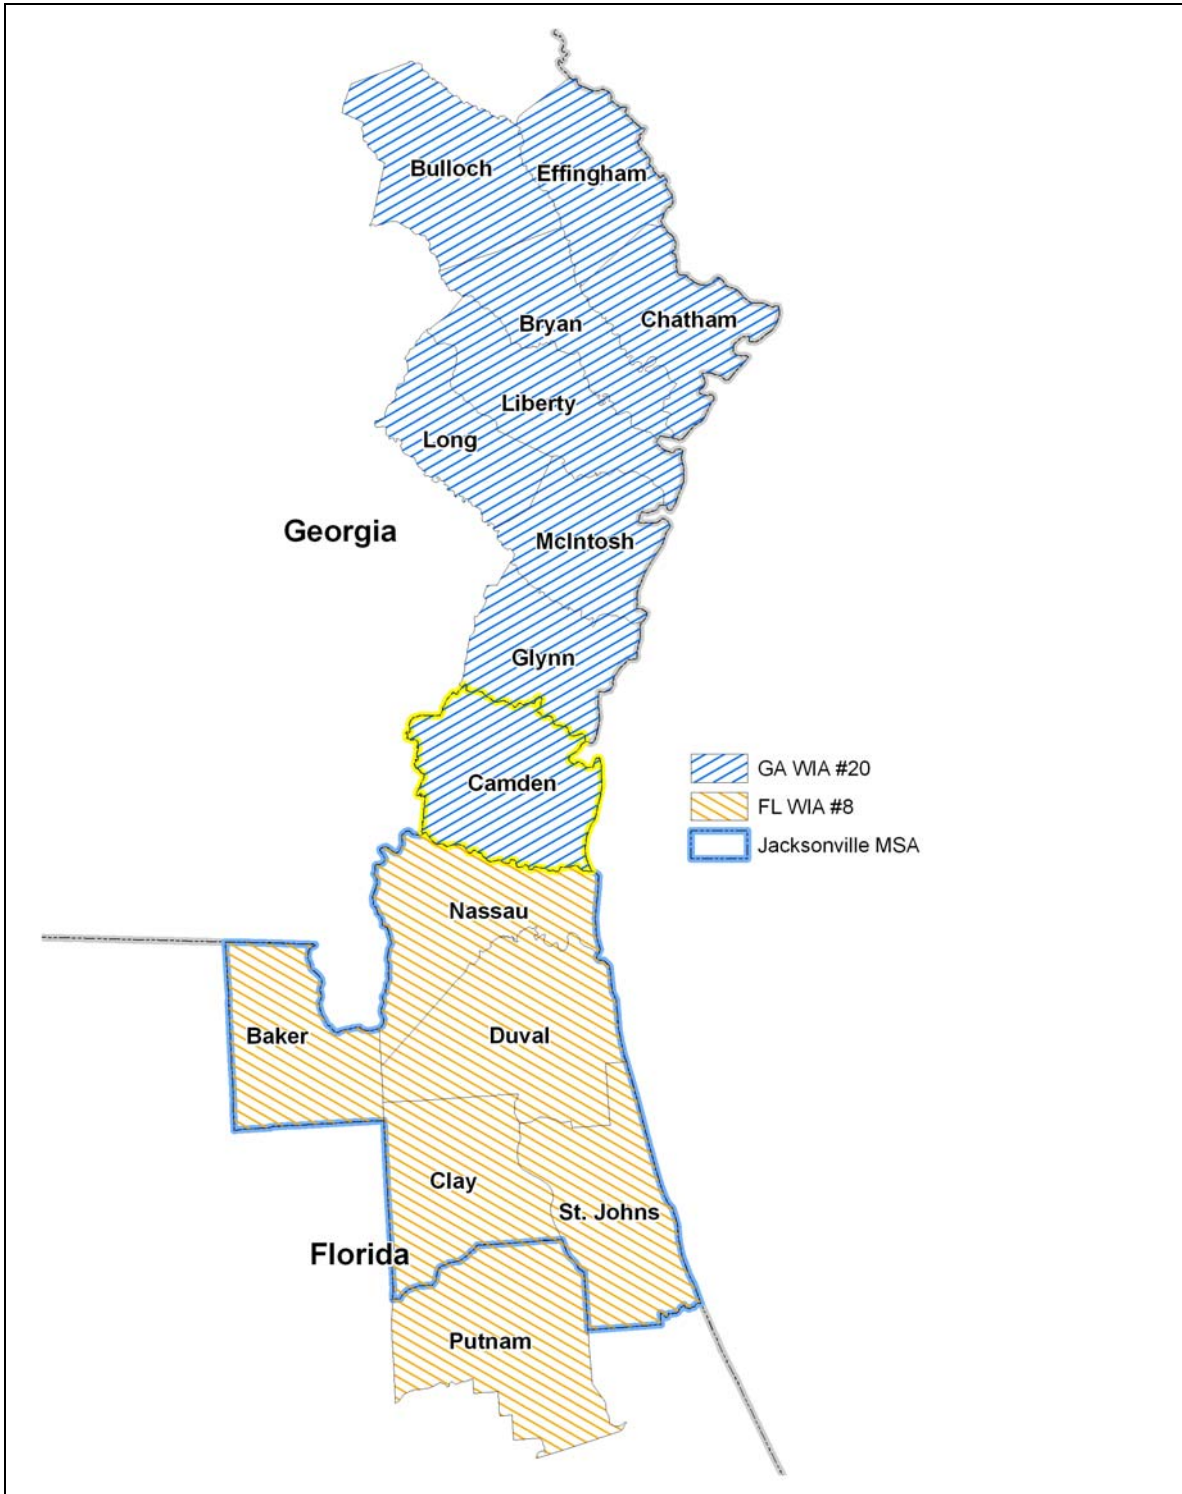 Bulloch
Effingham
Bryan
Chatham
Liberty
Long
Georgia
McIntosh
Glynn
Camden
GA WIA #20
FL WIA #8
Jacksonville MSA
Nassau
Baker
Duval
Clay
St. Johns
Florida
Putnam